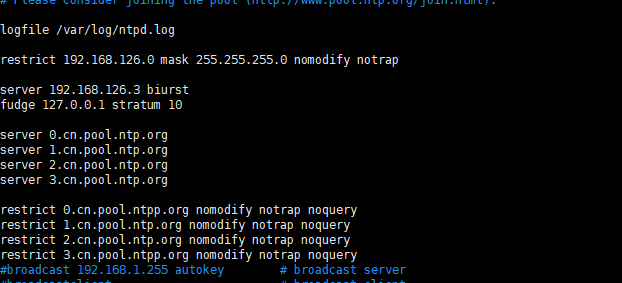 # Please consider joining the pool (http://www.pool.ntp.org/join.html).
logfile /var/log/ntpd.log
restrict 192.168.126.0 mask 255.255.255.0 nomodify notrap
server 192.168.126.3 biurst
fudge 127.0.0.1 stratum 10
server 0.cn.pool.ntp.org
server 1.cn.pool.ntp.org
server 2.cn.pool.ntp.org
server 3.cn.pool.ntp.org
restrict 0.cn.pool.ntpp.org nomodify notrap noquery
restrict 1.cn.pool.ntp.org nomodify notrap noquery
restrict 2.cn.pool.ntp.org nomodify notrap noquery
restrict 3.cn.pool.ntpp.org nomodify notrap noquery
#broadcast 192.168.1.255 autokey # broadcast server
#broadcastclient # broadcast client